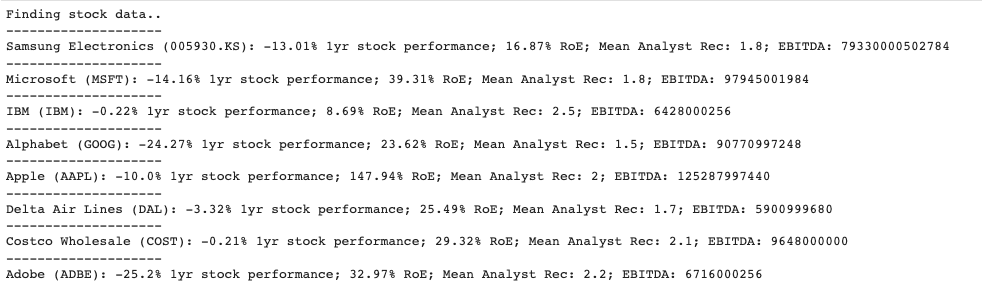 Finding stock data..
--------------------
Samsung Electronics (005930.KS): -13.01% 1yr stock performance; 16.87% RoE; Mean Analyst Rec: 1.8; EBITDA: 79330000502784
--------------------
Microsoft (MSFT): -14.16% 1yr stock performance; 39.31% RoE; Mean Analyst Rec: 1.8; EBITDA: 97945001984
--------------------
IBM (IBM): -0.22% 1yr stock performance; 8.69% RoE; Mean Analyst Rec: 2.5; EBITDA: 6428000256
--------------------
Alphabet (GOOG): -24.27% 1yr stock performance; 23.62% RoE; Mean Analyst Rec: 1.5; EBITDA: 90770997248
--------------------
Apple (AAPL): -10.0% 1yr stock performance; 147.94% RoE; Mean Analyst Rec: 2; EBITDA: 125287997440
--------------------
Delta Air Lines (DAL): -3.32% 1yr stock performance; 25.49% RoE; Mean Analyst Rec: 1.7; EBITDA: 5900999680
--------------------
Costco Wholesale (COST): -0.21% 1yr stock performance; 29.32% RoE; Mean Analyst Rec: 2.1; EBITDA: 9648000000
--------------------
Adobe (ADBE): -25.2% 1yr stock performance; 32.97% RoE; Mean Analyst Rec: 2.2; EBITDA: 6716000256